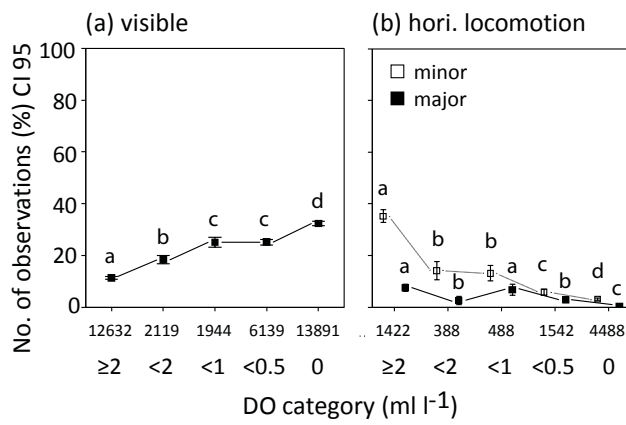 (a) visible
(b) hori. locomotion
No. of observations (%) CI 95
100
80
60
40
20
0
a
b
c
c
d
minor
major
a
b
b
c
d
a
b
a
b
c
12632 2119 1944 6139 13891
.. 1422 388 488 1542 4488
≥2 <2 <1 <0.5 0
≥2 <2 <1 <0.5 0
DO category (ml l-1)